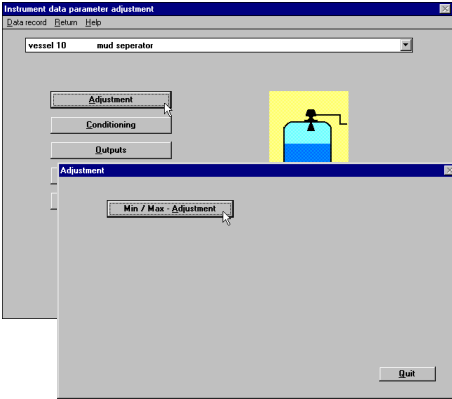 Instrument data parameter adjustment
Data record Return Help
vessel 10 mud seperator
Adjustment
Conditioning
Outputs
Adjustment
Min / Max - Adjustment
Quit